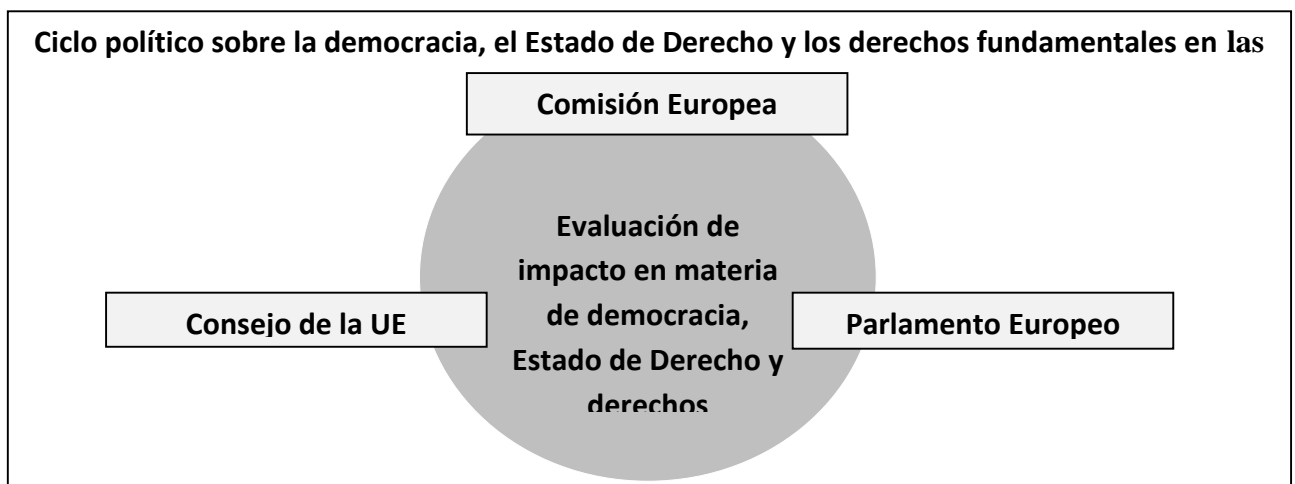 Ciclo político sobre la democracia, el Estado de Derecho y los derechos fundamentales en las
Comisión Europea
Evaluación de
impacto en materia
de democracia,
Estado de Derecho y
derechos
Consejo de la UE
Parlamento Europeo